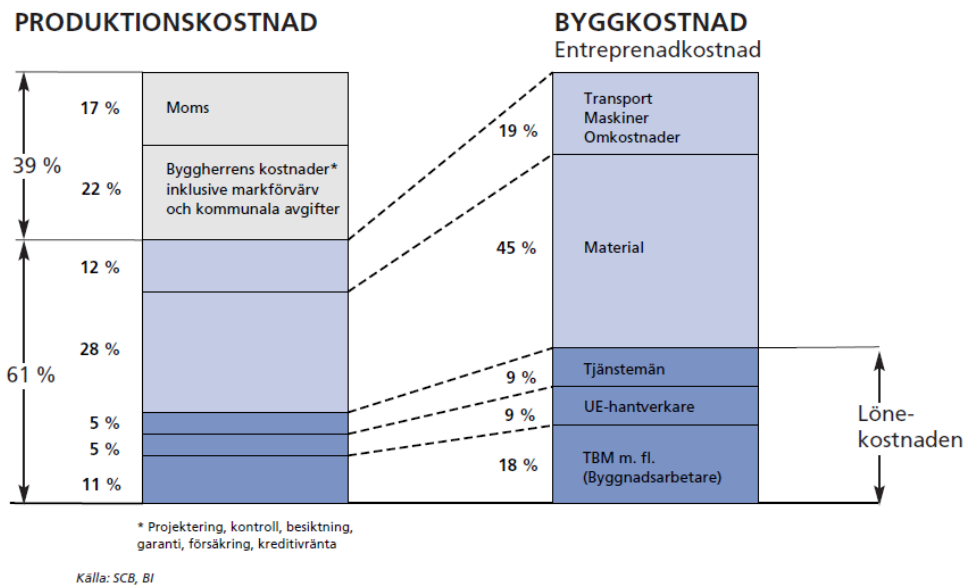 PRODUKTIONSKOSTNAD
17 %
Moms
39 %
22 %
Byggherrens kostnader*
inklusive markförvärv
och kommunala avgifter
12 %
28 %
61 %
5 %
5 %
11 %
* Projektering, kontroll, besiktning,
garanti, försäkring, kreditivränta
Källa: SCB, BI
BYGGKOSTNAD
Entreprenadkostnad
19 %
Transport
Maskiner
Omkostnader
45 %
Material
9 %
Tjänstemän
9 %
UE-hantverkare
18 %
TBM m. fl.
(Byggnadsarbetare)
Löne-
kostnaden